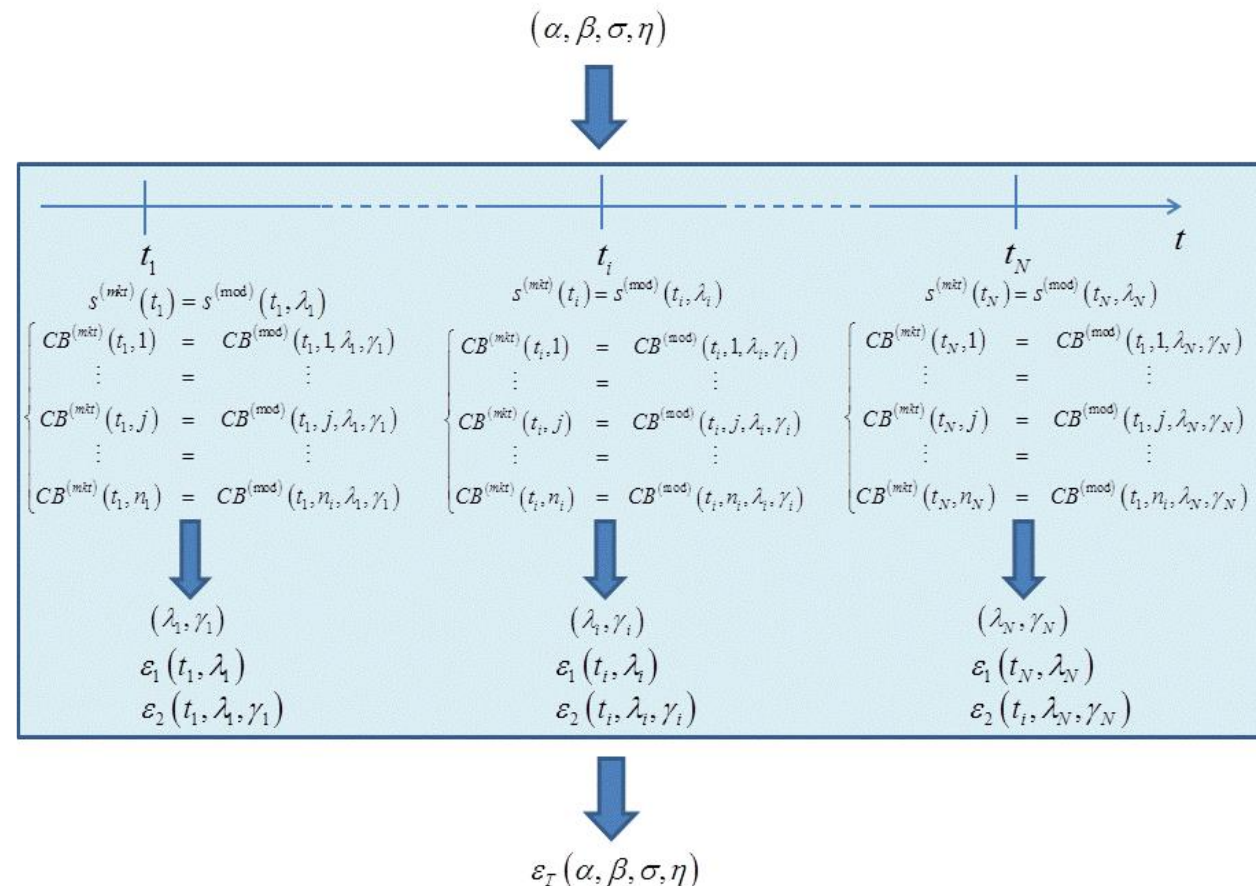 (α, β, σ, η)
t₁ tᵢ t_N t
s^(mkt)(t₁) = s^(mod)(t₁, λ₁)
CB^(mkt)(t₁,1) = CB^(mod)(t₁,1,λ₁,γ₁)
⋮ = ⋮
CB^(mkt)(t₁,j) = CB^(mod)(t₁,j,λ₁,γ₁)
⋮ = ⋮
CB^(mkt)(t₁,n₁) = CB^(mod)(t₁,nᵢ,λ₁,γ₁)
(λ₁,γ₁)
ε₁(t₁,λ₁)
ε₂(t₁,λ₁,γ₁)
s^(mkt)(tᵢ) = s^(mod)(tᵢ, λᵢ)
CB^(mkt)(tᵢ,1) = CB^(mod)(tᵢ,1,λᵢ,γᵢ)
⋮ = ⋮
CB^(mkt)(tᵢ,j) = CB^(mod)(tᵢ,j,λᵢ,γᵢ)
⋮ = ⋮
CB^(mkt)(tᵢ,nᵢ) = CB^(mod)(tᵢ,nᵢ,λᵢ,γᵢ)
(λᵢ,γᵢ)
ε₁(tᵢ,λᵢ)
ε₂(tᵢ,λᵢ,γᵢ)
s^(mkt)(t_N) = s^(mod)(t_N, λ_N)
CB^(mkt)(t_N,1) = CB^(mod)(t₁,1,λ_N,γ_N)
⋮ = ⋮
CB^(mkt)(t_N,j) = CB^(mod)(t₁,j,λ_N,γ_N)
⋮ = ⋮
CB^(mkt)(t_N,n_N) = CB^(mod)(t₁,nᵢ,λ_N,γ_N)
(λ_N,γ_N)
ε₁(t_N,λ_N)
ε₂(tᵢ,λ_N,γ_N)
ε_T(α, β, σ, η)